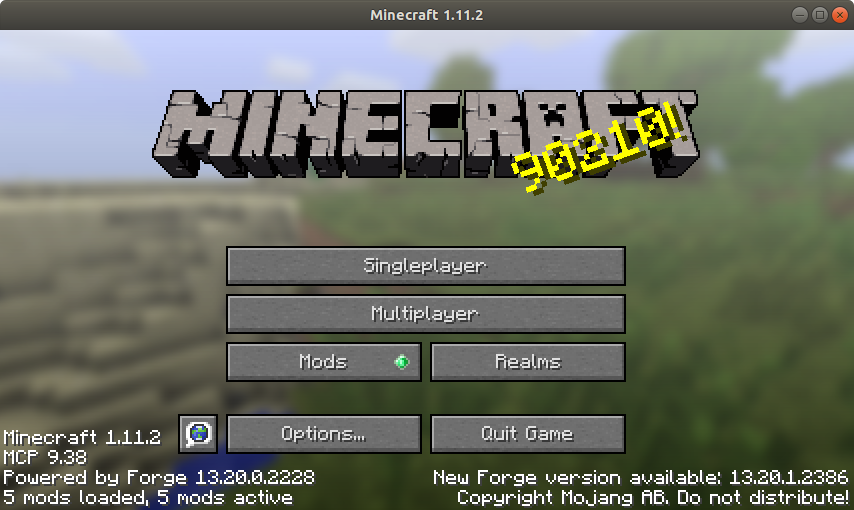 Minecraft 1.11.2
MINECRAFT
90210!
Singleplayer
Multiplayer
Mods
Realms
Options...
Quit Game
Minecraft 1.11.2
MCP 9.38
Powered by Forge 13.20.0.2228
5 mods loaded, 5 mods active
New Forge version available: 13.20.1.2386
Copyright Mojang AB. Do not distribute!